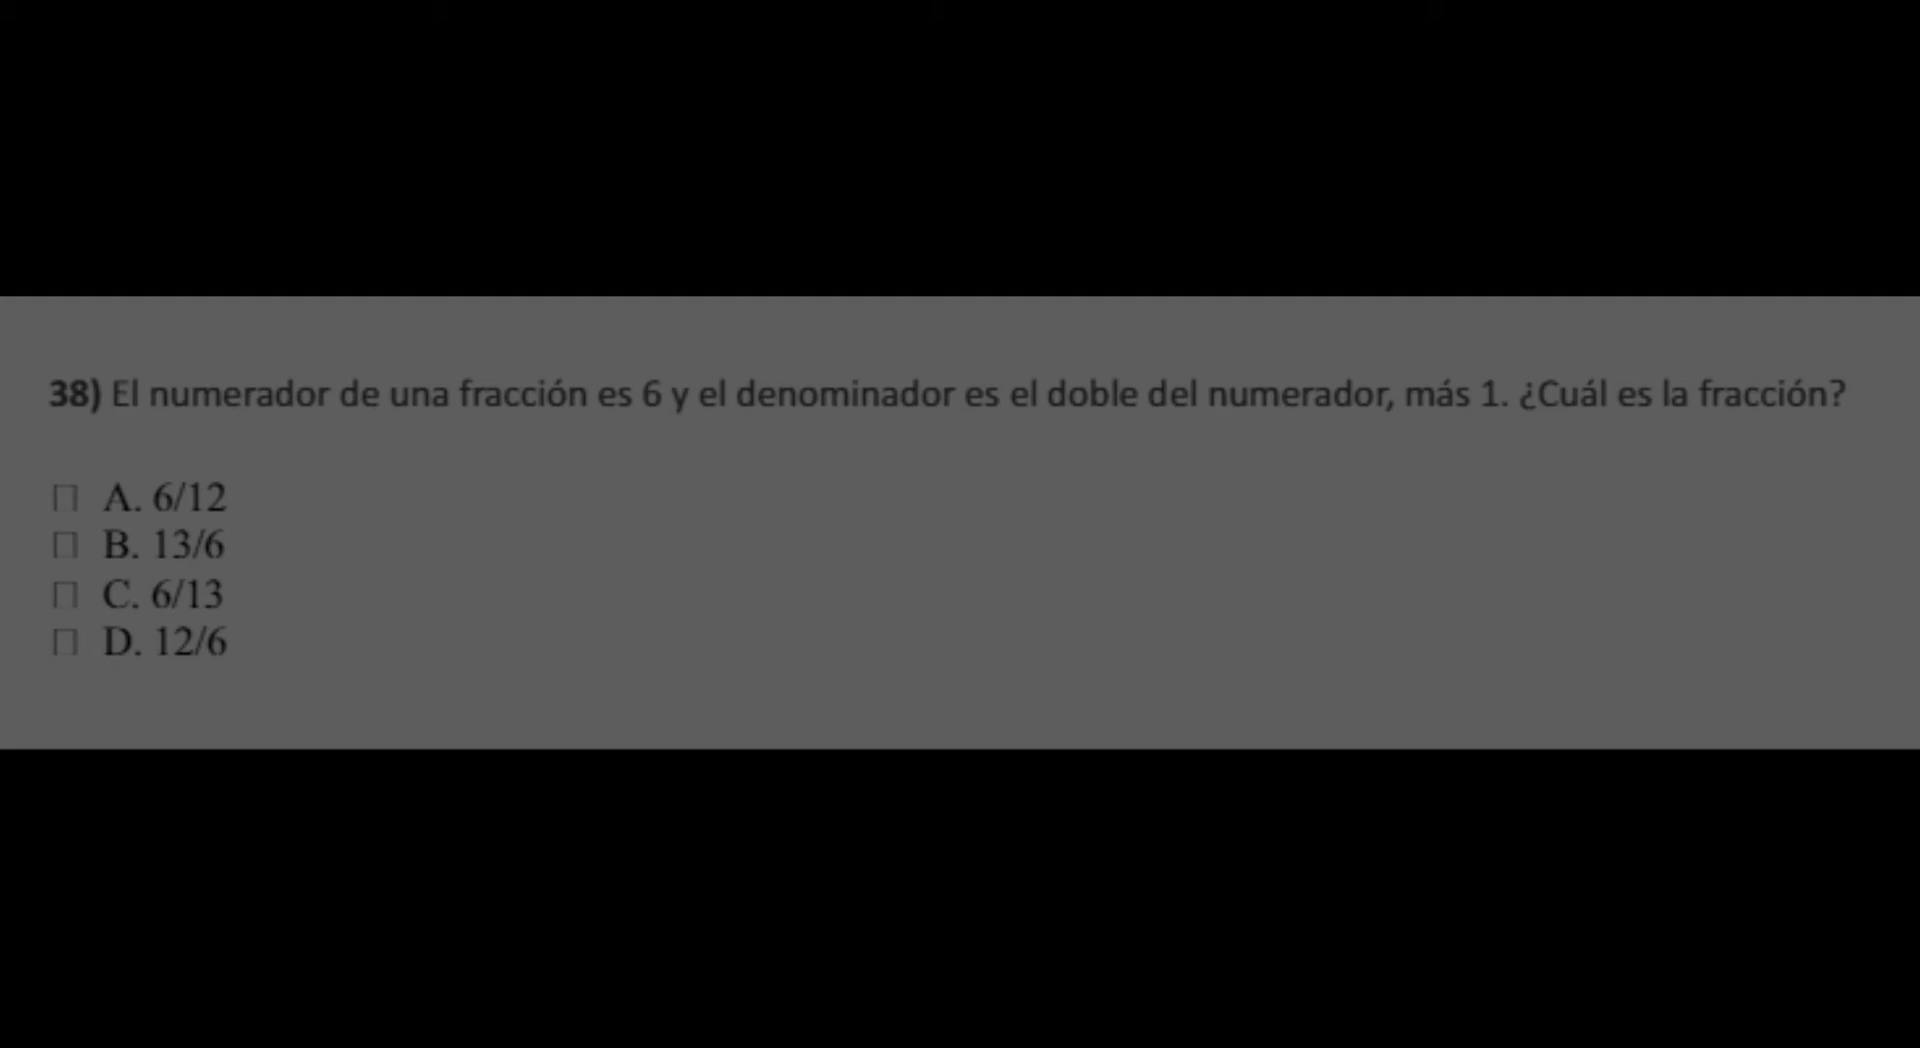 38) El numerador de una fracción es 6 y el denominador es el doble del numerador, más 1. ¿Cuál es la fracción?
A. 6/12
B. 13/6
C. 6/13
D. 12/6